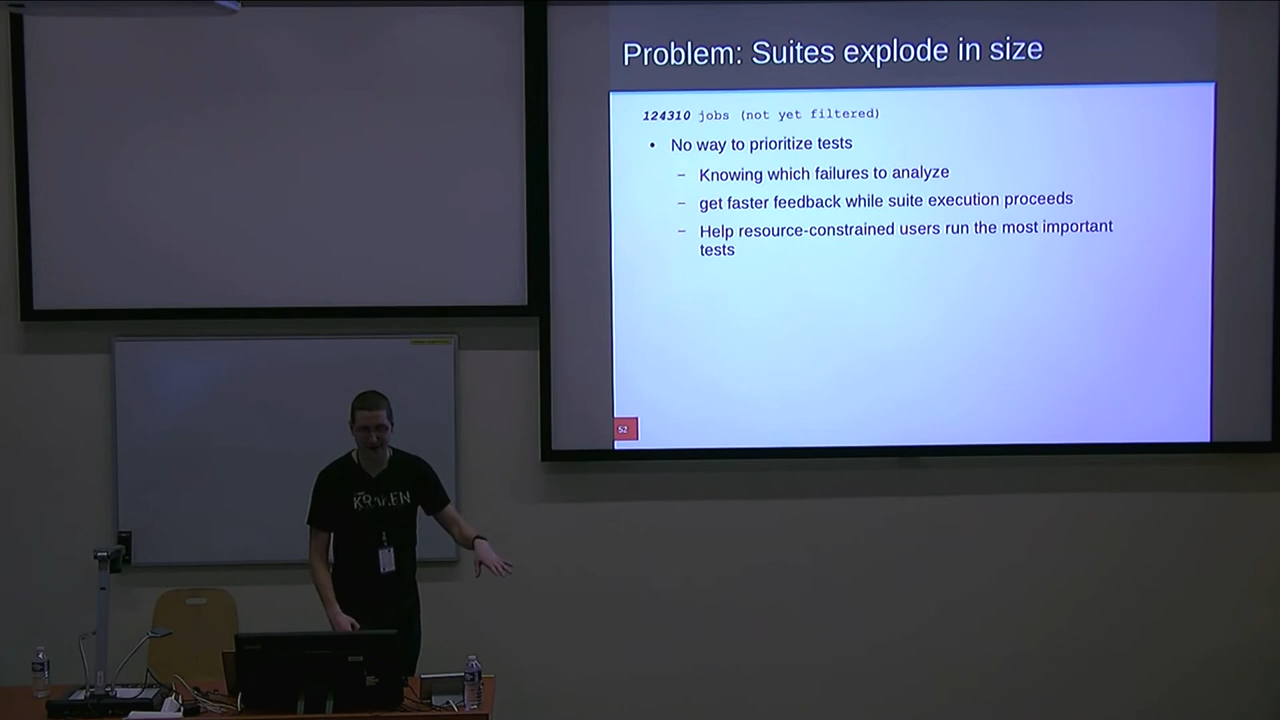 Problem: Suites explode in size
124310 jobs (not yet filtered)
• No way to prioritize tests
– Knowing which failures to analyze
– get faster feedback while suite execution proceeds
– Help resource-constrained users run the most important
tests
52
KRAKEN